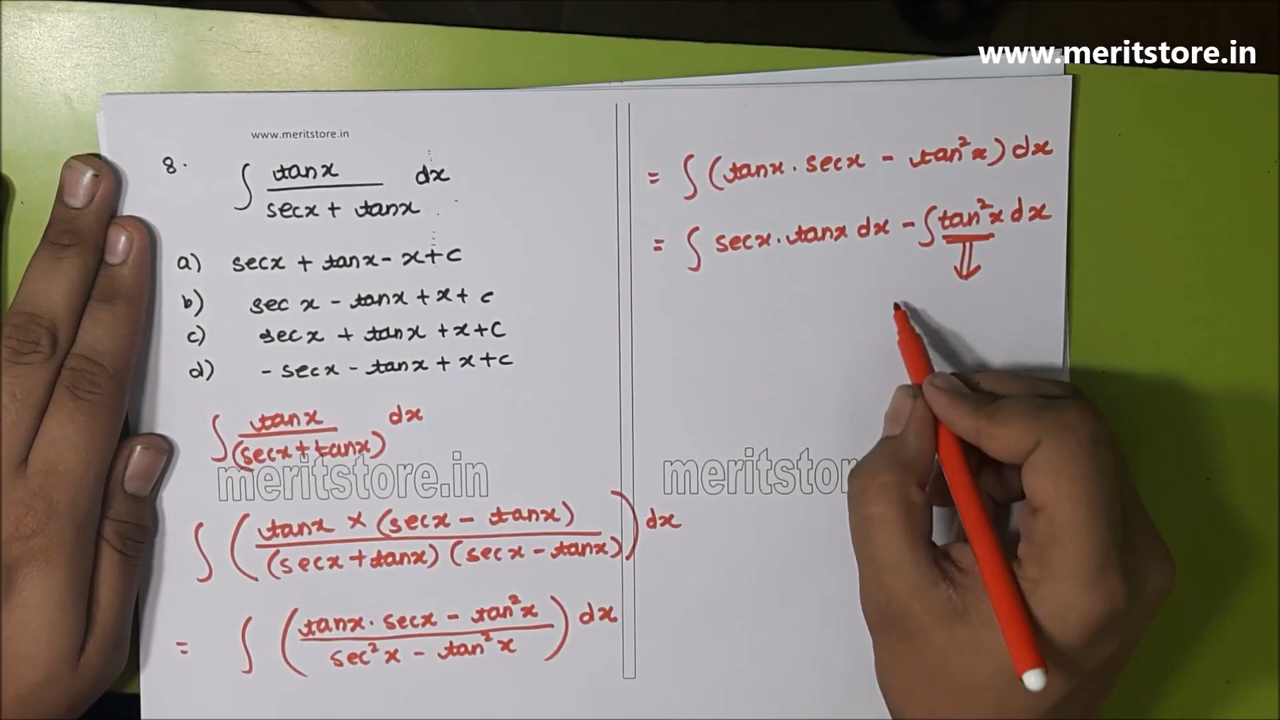 www.meritstore.in
www.meritstore.in
8. ∫ tanx / secx + tanx dx
a) secx + tanx - x + c
b) sec x - tanx + x + c
c) secx + tanx + x + C
d) - secx - tanx + x + c
∫ tanx / (secx + tanx) dx
meritstore.in
∫ ( tanx × (secx - tanx) / (secx + tanx) (secx - tanx) ) dx
= ∫ ( tanx . secx - tan²x / sec²x - tan²x ) dx
= ∫ (tanx . secx - tan²x) dx
= ∫ secx . tanx dx - ∫ tan²x dx
⇓
meritstor